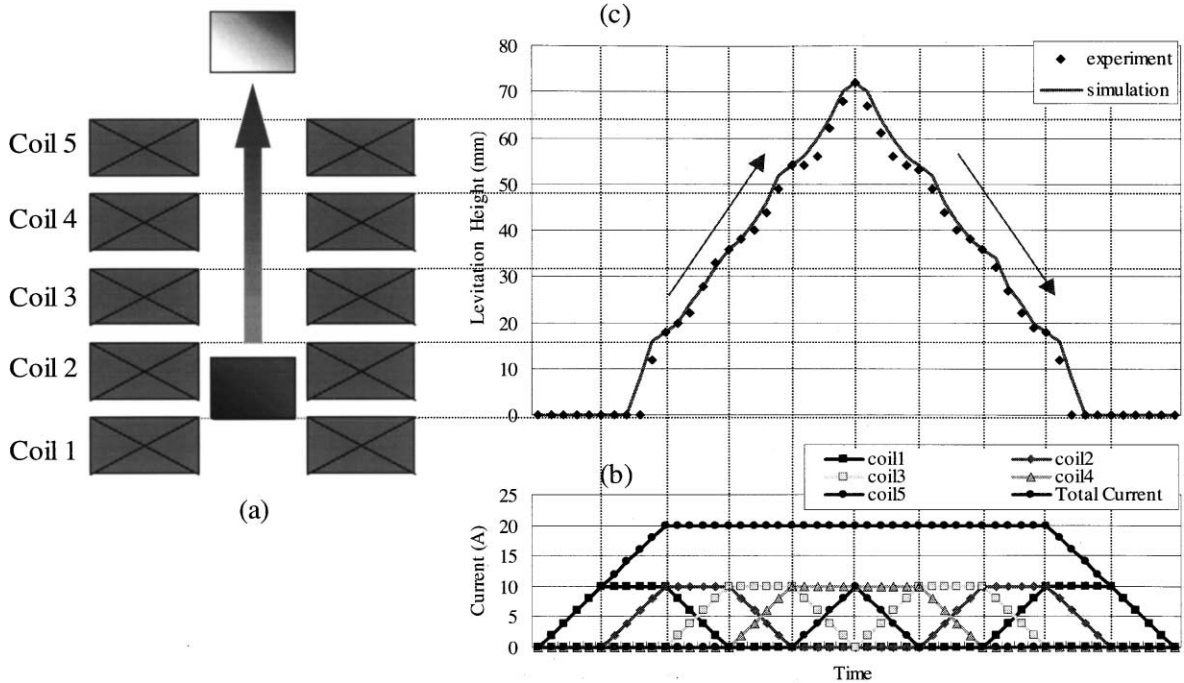 Coil 5
Coil 4
Coil 3
Coil 2
Coil 1
(a)
(c)
Levitation Height (mm)
80
70
60
50
40
30
20
10
0
experiment
simulation
(b)
coil1
coil2
coil3
coil4
coil5
Total Current
Current (A)
25
20
15
10
5
0
Time